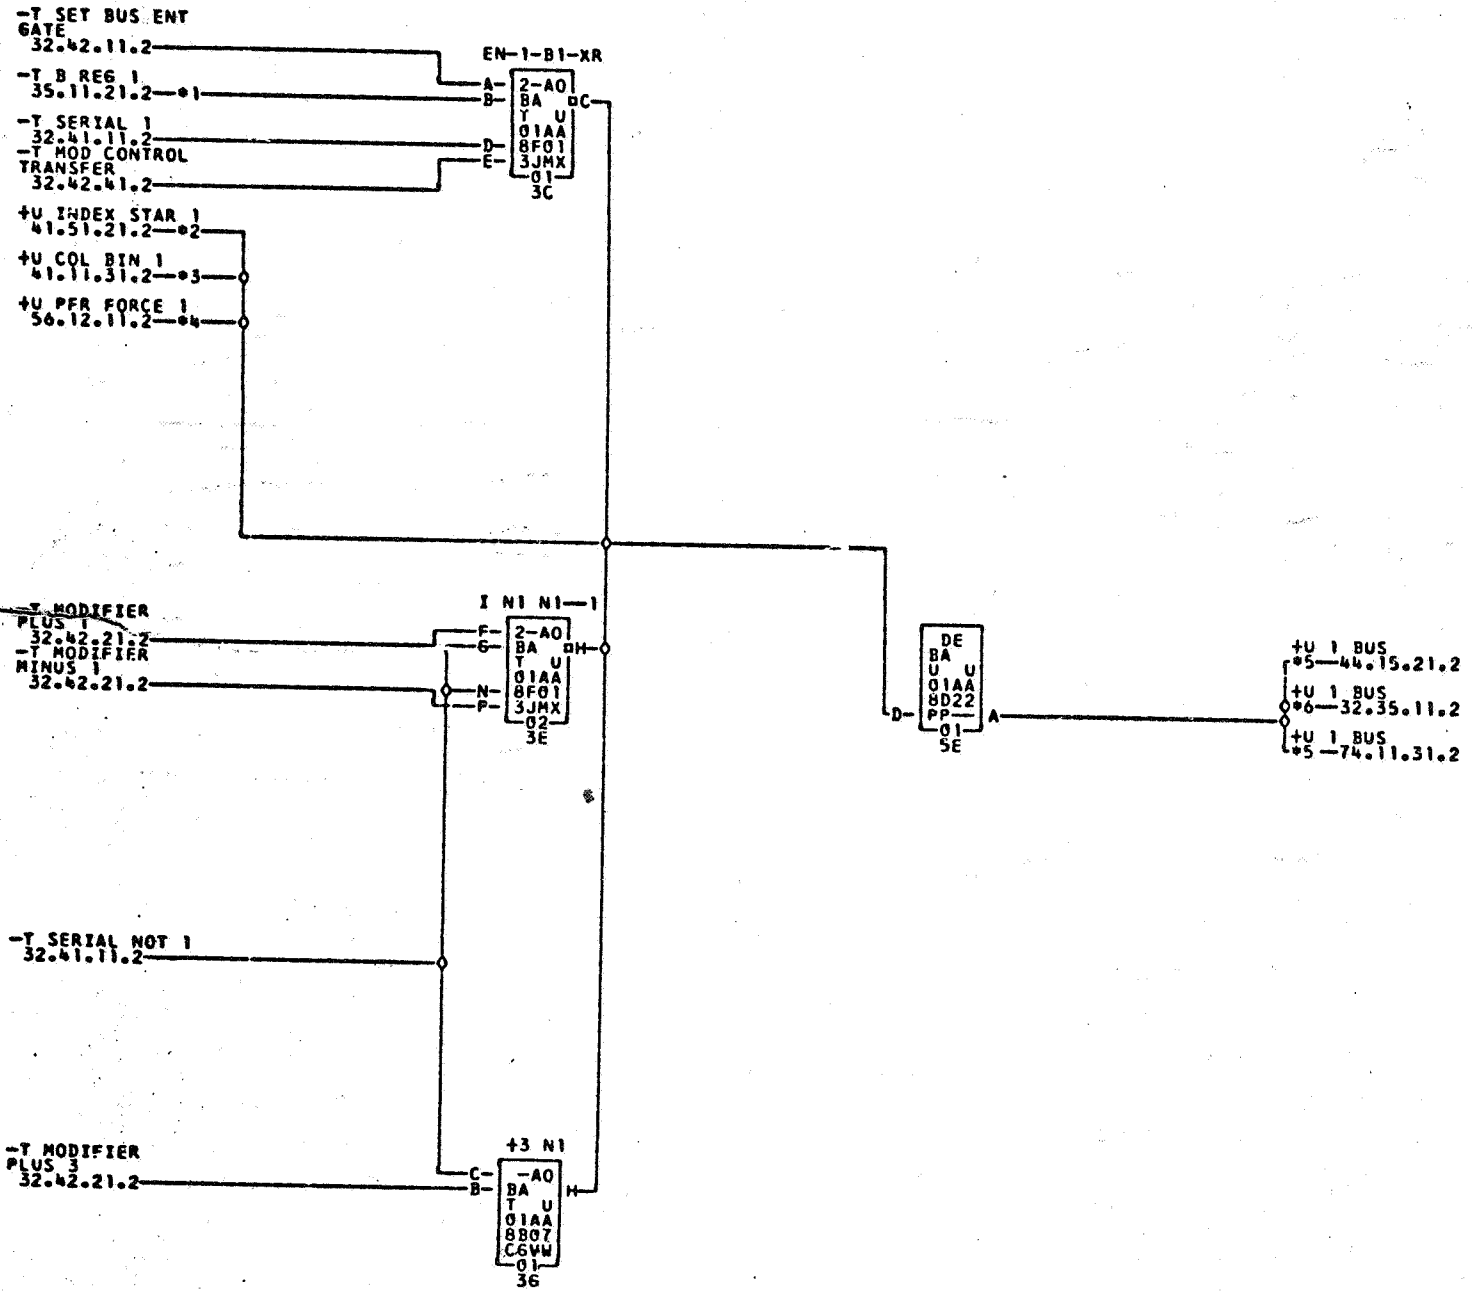 -T SET BUS ENT
GATE
32.42.11.2
-T B REG 1
35.11.21.2—*1
-T SERIAL 1
32.41.11.2
-T MOD CONTROL
TRANSFER
32.42.41.2
+U INDEX STAR 1
41.51.21.2—*2
+U COL BIN 1
41.11.31.2—*3
+U PFR FORCE 1
56.12.11.2—*4
EN-1-B1-XR
A- 2-AO
B- BA C
T U
01AA
D- 8F01
E- 3JMX
01
3C
-T MODIFIER
PLUS 1
32.42.21.2
-T MODIFIER
MINUS 1
32.42.21.2
I N1 N1—1
F- 2-AO
G- BA H
T U
01AA
N- 8F01
P- 3JMX
02
3E
DE
BA
U U
01AA
8D22
D- PP— A
01
5E
+U 1 BUS
*5—44.15.21.2
+U 1 BUS
*6—32.35.11.2
+U 1 BUS
*5—74.11.31.2
-T SERIAL NOT 1
32.41.11.2
-T MODIFIER
PLUS 3
32.42.21.2
+3 N1
C- -AO
B- BA H
T U
01AA
8B07
C6VW
01
3G